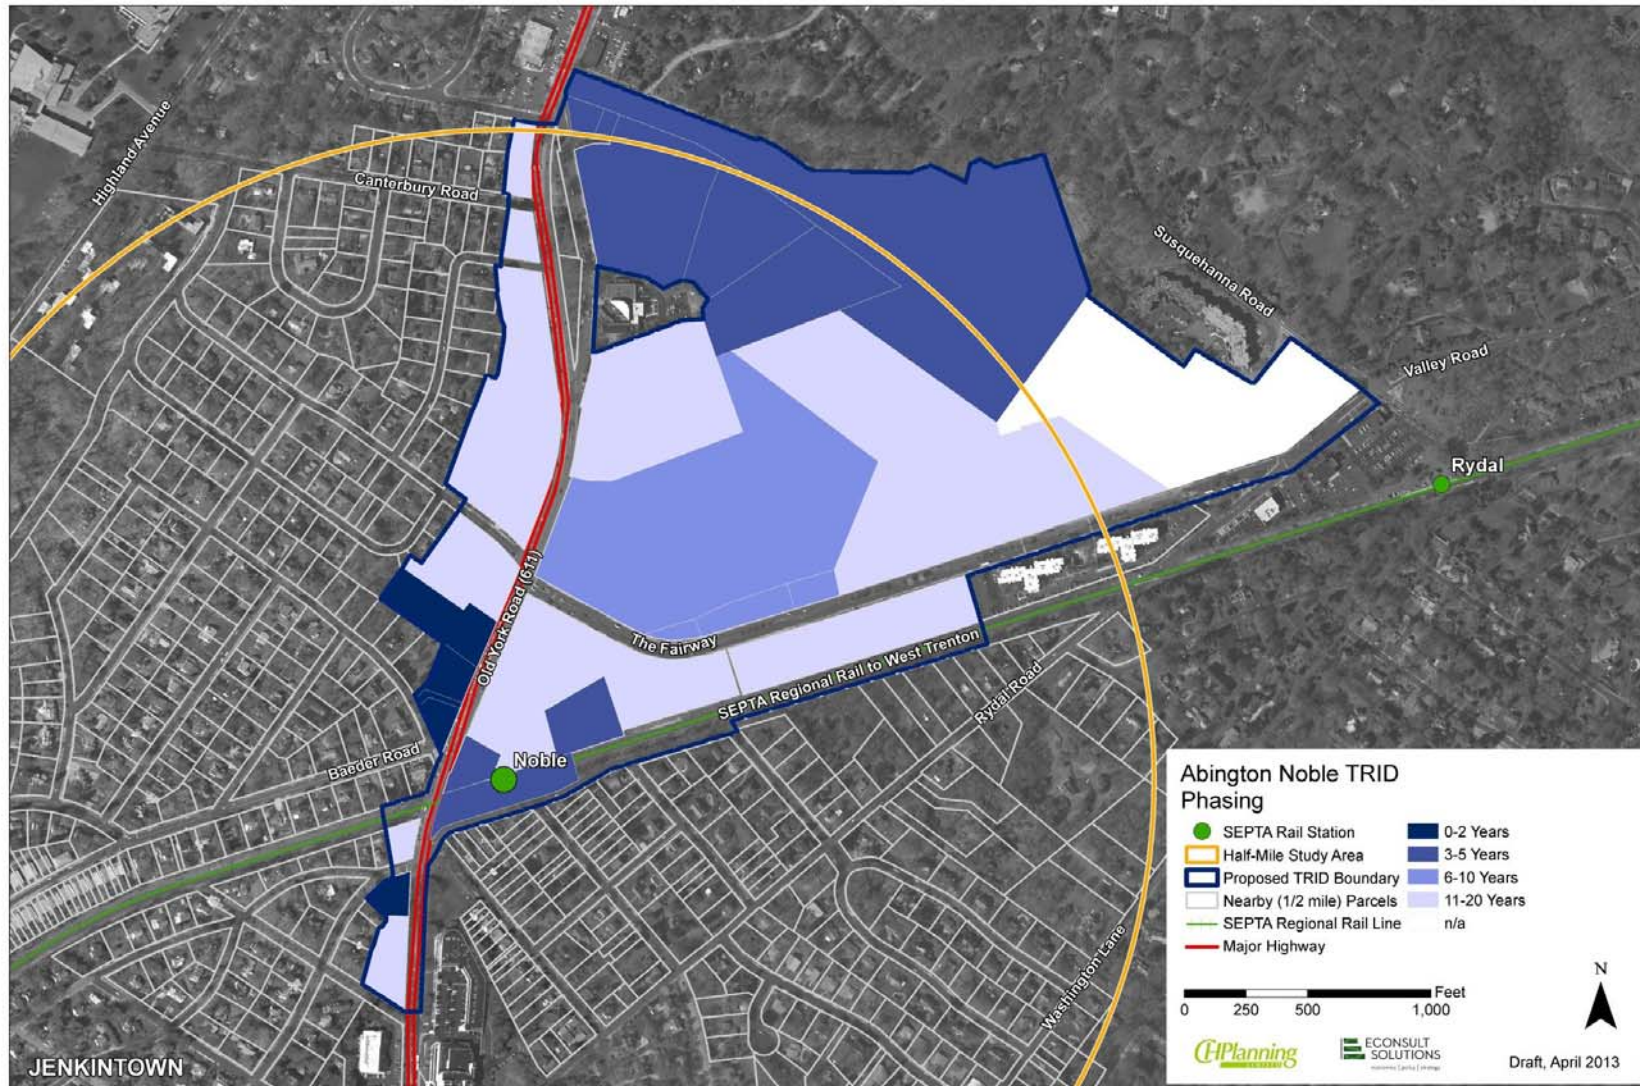 Highland Avenue
Canterbury Road
Susquehanna Road
Valley Road
Rydal
Old York Road (611)
The Fairway
SEPTA Regional Rail to West Trenton
Rydal Road
Noble
Baeder Road
Washington Lane
JENKINTOWN
Abington Noble TRID
Phasing
SEPTA Rail Station
Half-Mile Study Area
Proposed TRID Boundary
Nearby (1/2 mile) Parcels
SEPTA Regional Rail Line
Major Highway
0-2 Years
3-5 Years
6-10 Years
11-20 Years
n/a
N
Feet
0 250 500 1,000
CHPlanning
ECONSULT
SOLUTIONS
Draft, April 2013